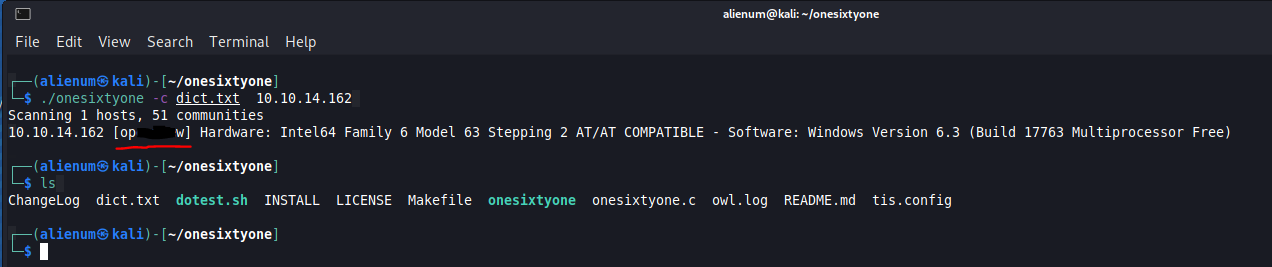 alienum@kali: ~/onesixtyone
File Edit View Search Terminal Help
┌──(alienum㉿kali)-[~/onesixtyone]
└─$ ./onesixtyone -c dict.txt  10.10.14.162
Scanning 1 hosts, 51 communities
10.10.14.162 [op w] Hardware: Intel64 Family 6 Model 63 Stepping 2 AT/AT COMPATIBLE - Software: Windows Version 6.3 (Build 17763 Multiprocessor Free)
┌──(alienum㉿kali)-[~/onesixtyone]
└─$ ls
ChangeLog  dict.txt  dotest.sh  INSTALL  LICENSE  Makefile  onesixtyone  onesixtyone.c  owl.log  README.md  tis.config
┌──(alienum㉿kali)-[~/onesixtyone]
└─$